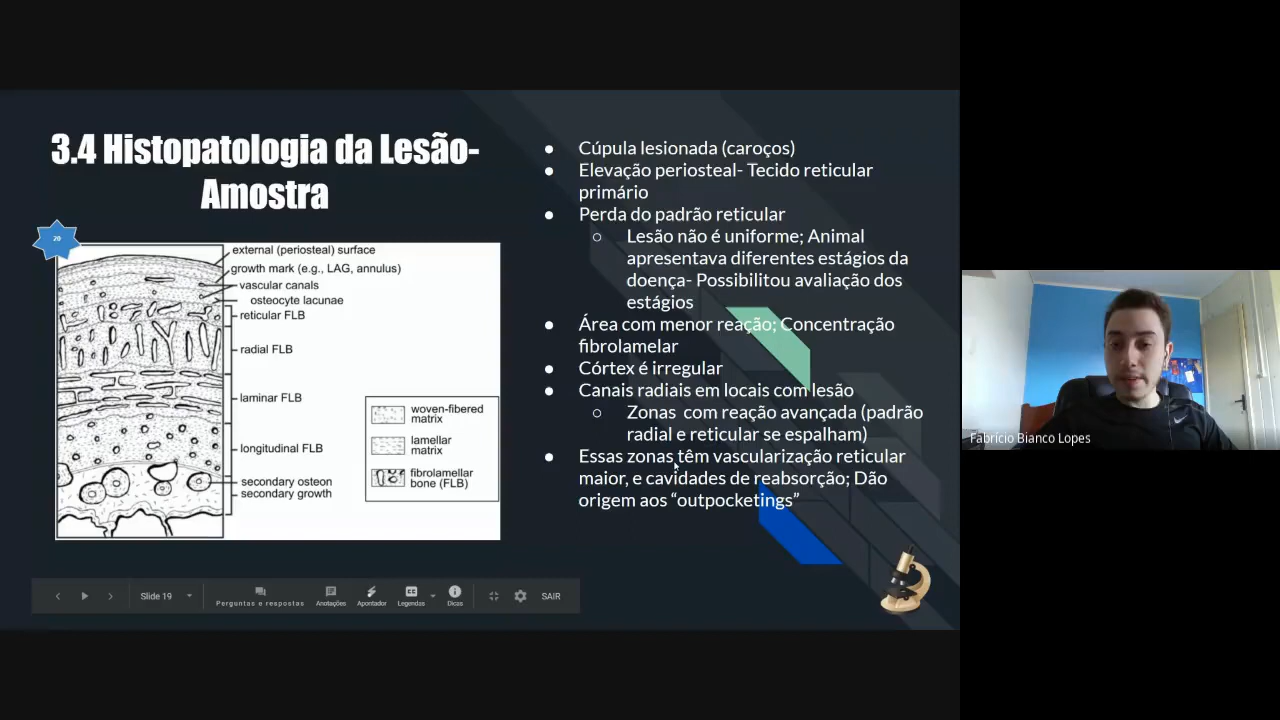 3.4 Histopatologia da Lesão-
Amostra
20
external (periosteal) surface
growth mark (e.g., LAG, annulus)
vascular canals
osteocyte lacunae
reticular FLB
radial FLB
laminar FLB
longitudinal FLB
secondary osteon
secondary growth
woven-fibered
matrix
lamellar
matrix
fibrolamellar
bone (FLB)
Cúpula lesionada (caroços)
Elevação periosteal- Tecido reticular
primário
Perda do padrão reticular
Lesão não é uniforme; Animal
apresentava diferentes estágios da
doença- Possibilitou avaliação dos
estágios
Área com menor reação; Concentração
fibrolamelar
Córtex é irregular
Canais radiais em locais com lesão
Zonas com reação avançada (padrão
radial e reticular se espalham)
Essas zonas têm vascularização reticular
maior, e cavidades de reabsorção; Dão
origem aos “outpocketings”
Slide 19
Perguntas e respostas
Anotações
Apontador
Legendas
Dicas
SAIR
Fabrício Bianco Lopes